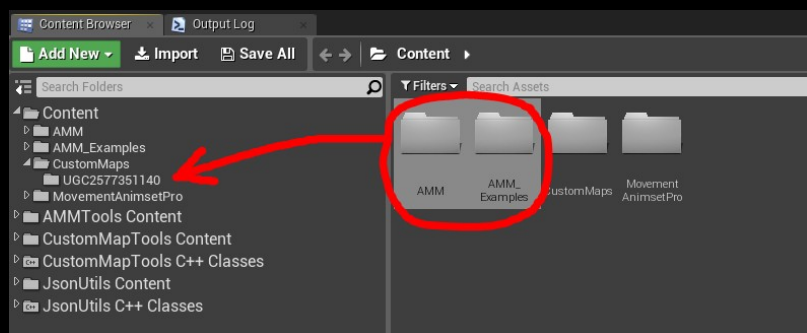 Content Browser
Output Log
Add New
Import
Save All
Content
Search Folders
Filters
Search Assets
Content
AMM
AMM_Examples
CustomMaps
UGC2577351140
MovementAnimsetPro
AMMTools Content
CustomMapTools Content
CustomMapTools C++ Classes
JsonUtils Content
JsonUtils C++ Classes
AMM
AMM_
Examples
CustomMaps
Movement
AnimsetPro